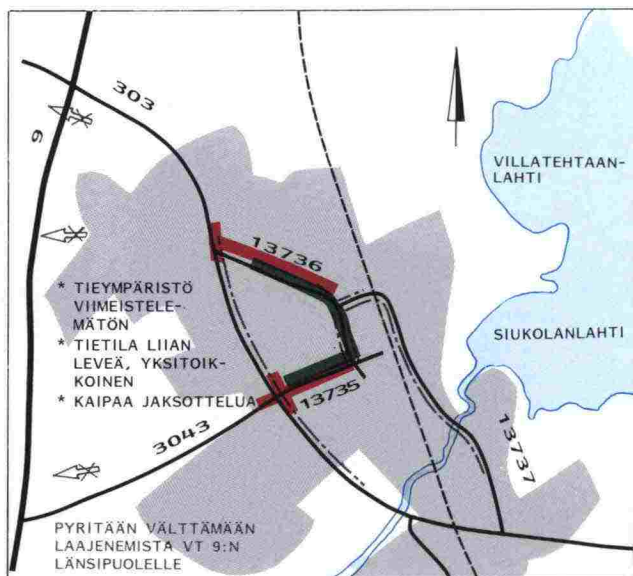 303
9
VILLATEHTAAN-
LAHTI
13736
* TIEYMPÄRISTÖ
VIIMEISTELE-
MÄTÖN
* TIETILA LIIAN
LEVEÄ, YKSITOIK-
KOINEN
* KAIPAA JAKSOTTELUA
SIUKOLANLAHTI
13735
3043
13737
PYRITÄÄN VÄLTTÄMÄÄN
LAAJENEMISTA VT 9:N
LÄNSIPUOLELLE